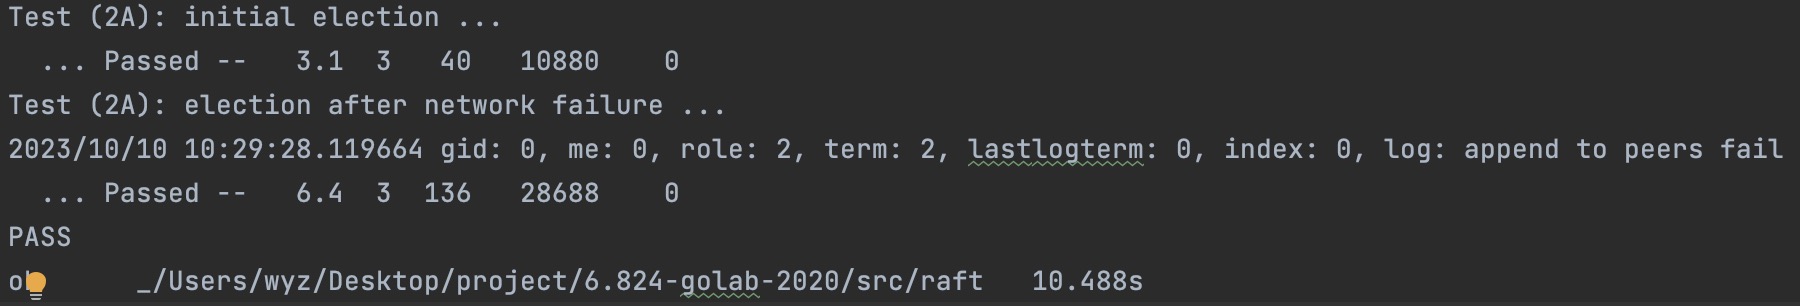 Test (2A): initial election ...
... Passed -- 3.1 3 40 10880 0
Test (2A): election after network failure ...
2023/10/10 10:29:28.119664 gid: 0, me: 0, role: 2, term: 2, lastlogterm: 0, index: 0, log: append to peers fail
... Passed -- 6.4 3 136 28688 0
PASS
_/Users/wyz/Desktop/project/6.824-golab-2020/src/raft 10.488s